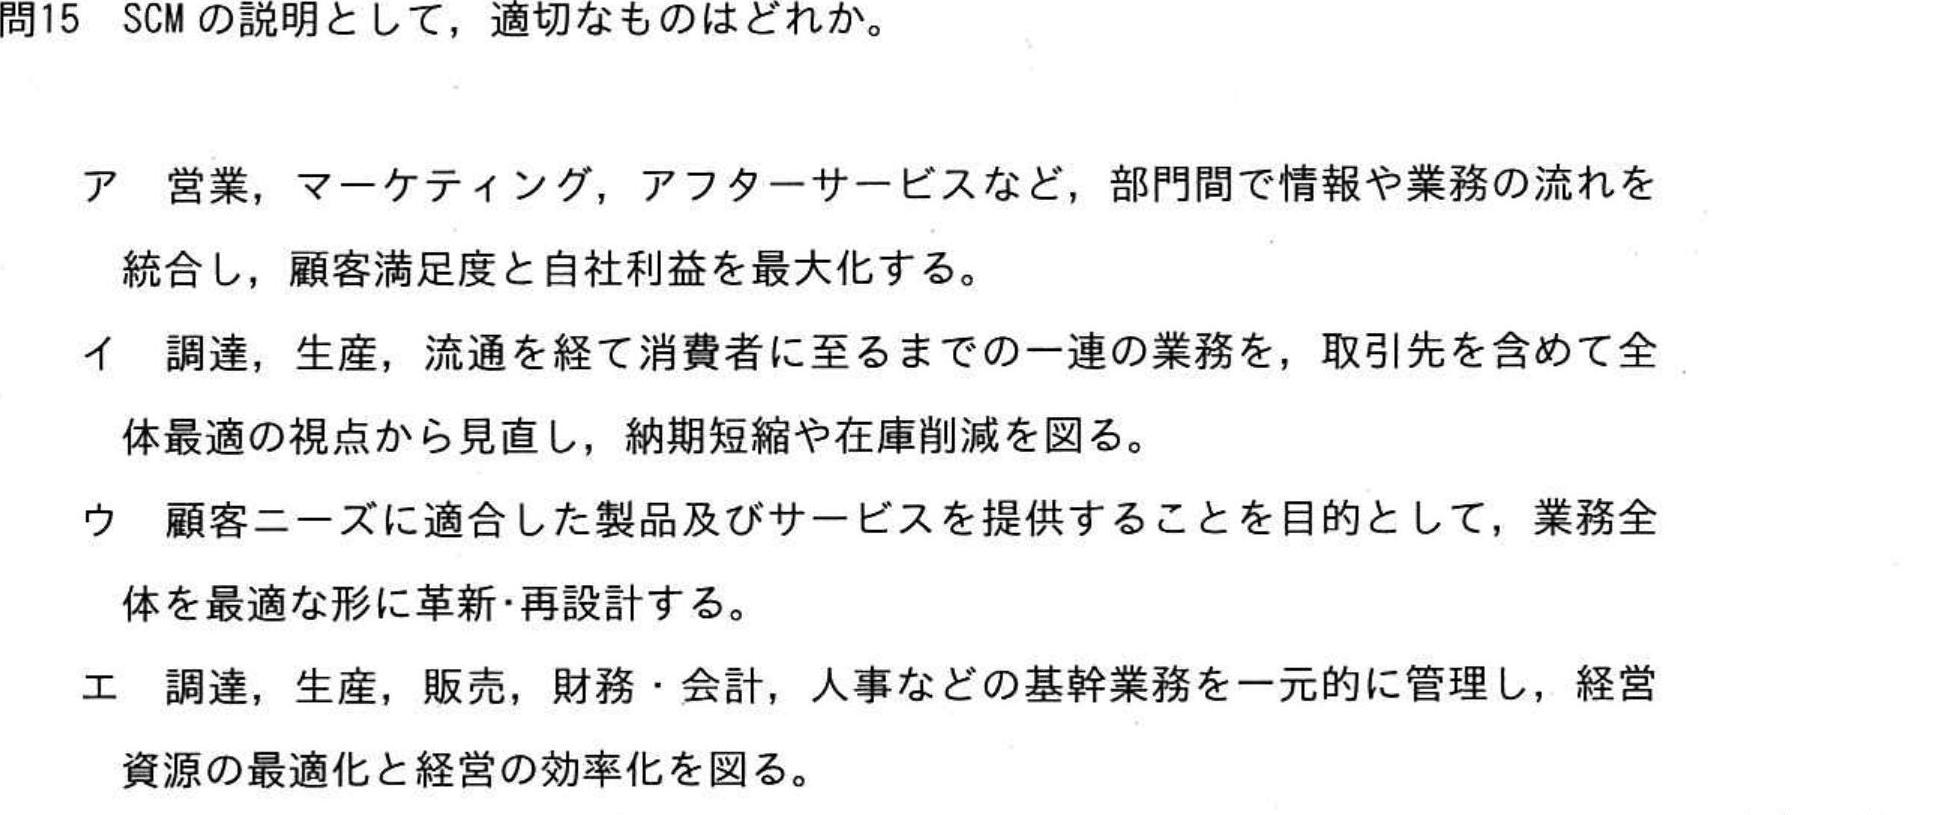 問15　SCM の説明として，適切なものはどれか。
ア　営業，マーケティング，アフターサービスなど，部門間で情報や業務の流れを
統合し，顧客満足度と自社利益を最大化する。
イ　調達，生産，流通を経て消費者に至るまでの一連の業務を，取引先を含めて全
体最適の視点から見直し，納期短縮や在庫削減を図る。
ウ　顧客ニーズに適合した製品及びサービスを提供することを目的として，業務全
体を最適な形に革新・再設計する。
エ　調達，生産，販売，財務・会計，人事などの基幹業務を一元的に管理し，経営
資源の最適化と経営の効率化を図る。